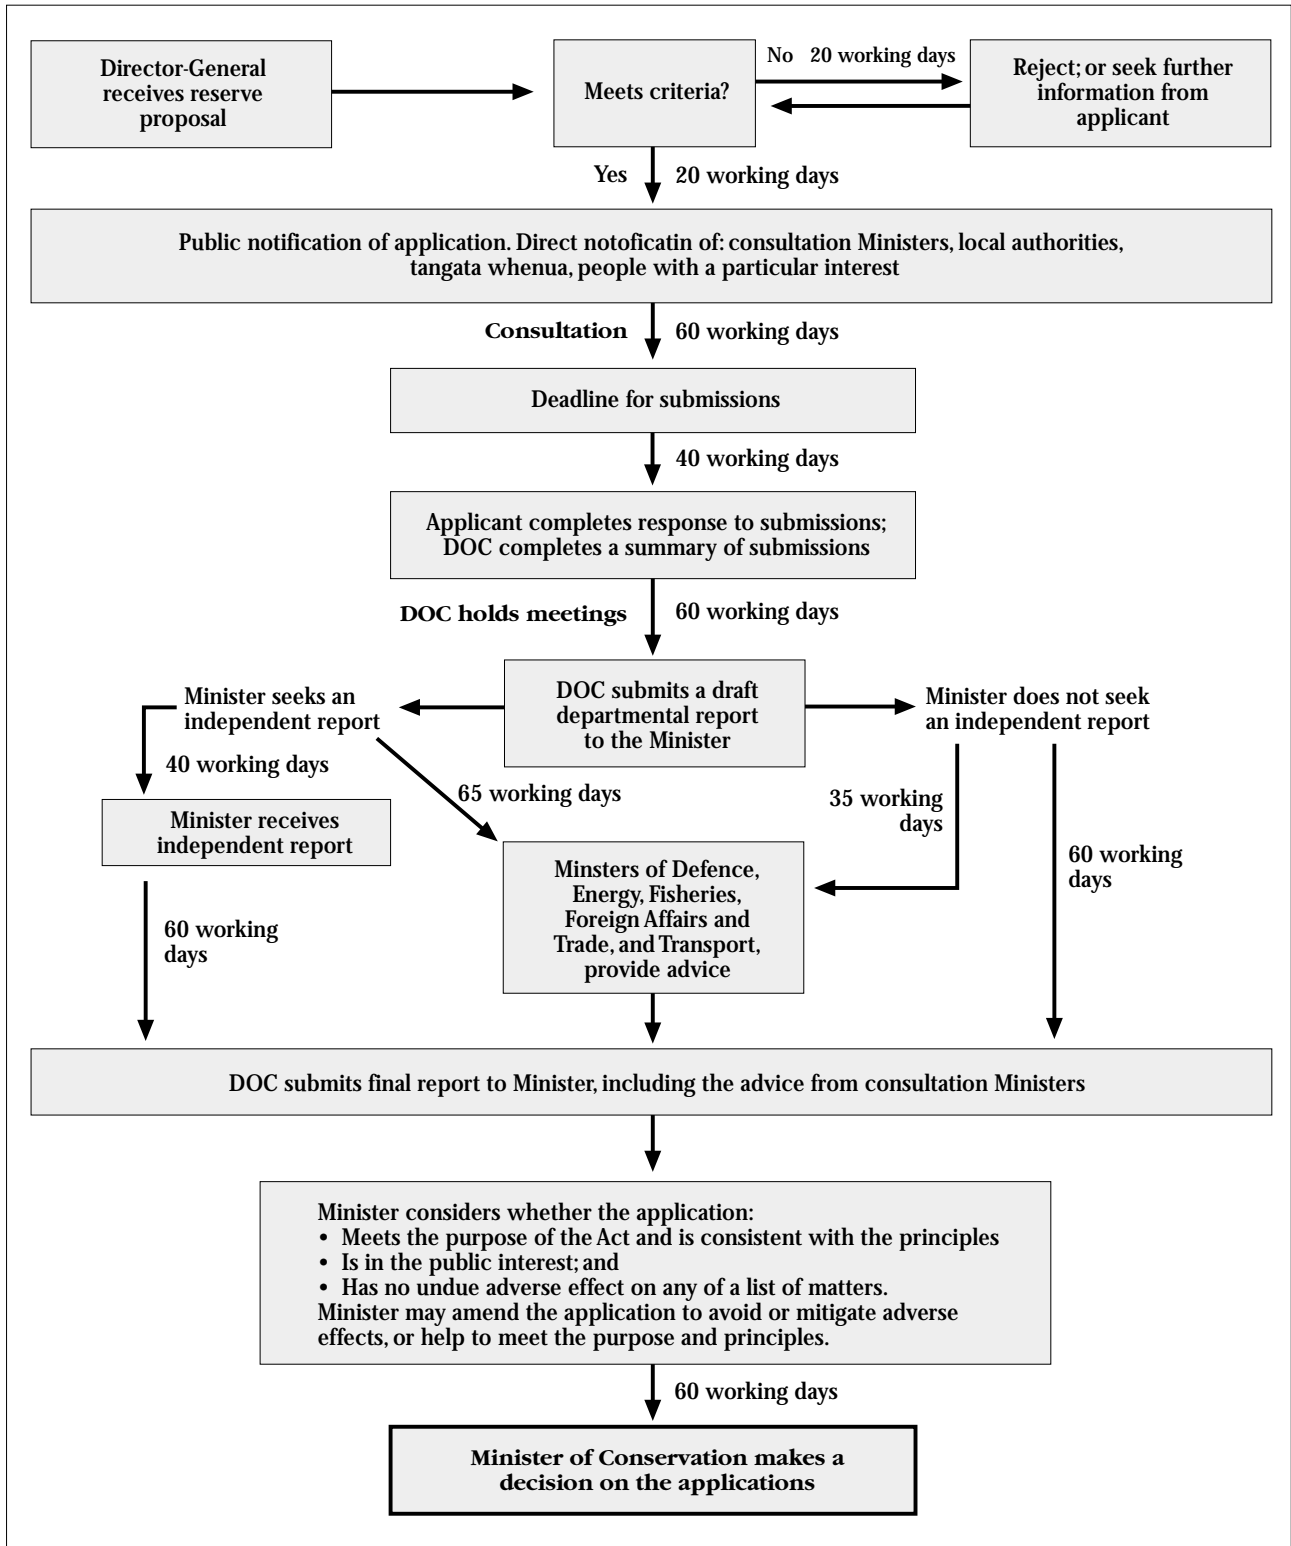 Director-General
receives reserve
proposal
Meets criteria?
No 20 working days
Reject; or seek further
information from
applicant
Yes
20 working days
Public notification of application. Direct notoficatin of: consultation Ministers, local authorities,
tangata whenua, people with a particular interest
Consultation
60 working days
Deadline for submissions
40 working days
Applicant completes response to submissions;
DOC completes a summary of submissions
DOC holds meetings
60 working days
Minister seeks an
independent report
DOC submits a draft
departmental report
to the Minister
Minister does not seek
an independent report
40 working days
65 working days
35 working
days
Minister receives
independent report
Minsters of Defence,
Energy, Fisheries,
Foreign Affairs and
Trade, and Transport,
provide advice
60 working
days
60 working
days
DOC submits final report to Minister, including the advice from consultation Ministers
Minister considers whether the application:
• Meets the purpose of the Act and is consistent with the principles
• Is in the public interest; and
• Has no undue adverse effect on any of a list of matters.
Minister may amend the application to avoid or mitigate adverse
effects, or help to meet the purpose and principles.
60 working days
Minister of Conservation makes a
decision on the applications